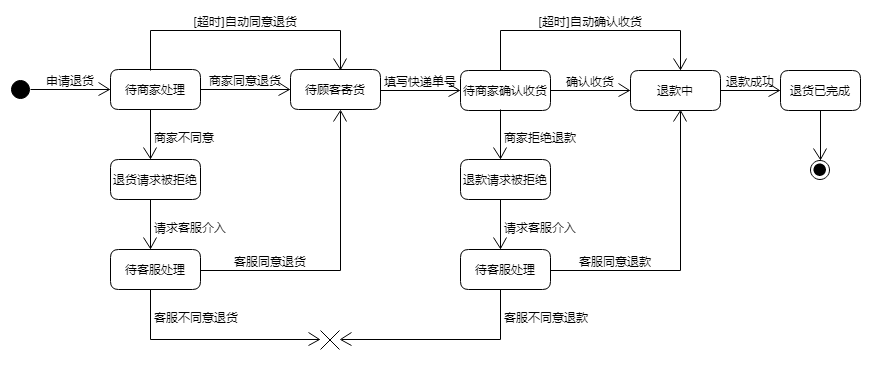 [超时]自动同意退货
[超时]自动确认收货
申请退货
待商家处理
商家同意退货
待顾客寄货
填写快递单号
待商家确认收货
确认收货
退款中
退款成功
退货已完成
商家不同意
商家拒绝退款
退货请求被拒绝
退款请求被拒绝
请求客服介入
请求客服介入
待客服处理
客服同意退货
待客服处理
客服同意退款
客服不同意退货
客服不同意退款